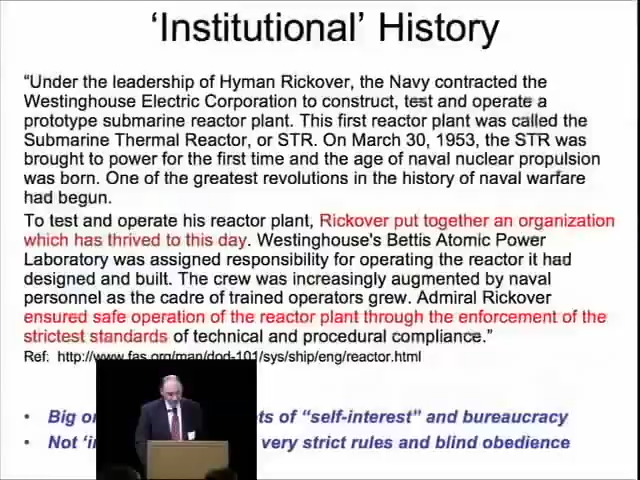 ‘Institutional’ History
“Under the leadership of Hyman Rickover, the Navy contracted the
Westinghouse Electric Corporation to construct, test and operate a
prototype submarine reactor plant. This first reactor plant was called the
Submarine Thermal Reactor, or STR. On March 30, 1953, the STR was
brought to power for the first time and the age of naval nuclear propulsion
was born. One of the greatest revolutions in the history of naval warfare
had begun.
To test and operate his reactor plant, Rickover put together an organization
which has thrived to this day. Westinghouse's Bettis Atomic Power
Laboratory was assigned responsibility for operating the reactor it had
designed and built. The crew was increasingly augmented by naval
personnel as the cadre of trained operators grew. Admiral Rickover
ensured safe operation of the reactor plant through the enforcement of the
strictest standards of technical and procedural compliance.”
Ref: http://www.fas.org/man/dod-101/sys/ship/eng/reactor.html
• Big of “self-interest” and bureaucracy
• Not very strict rules and blind obedience